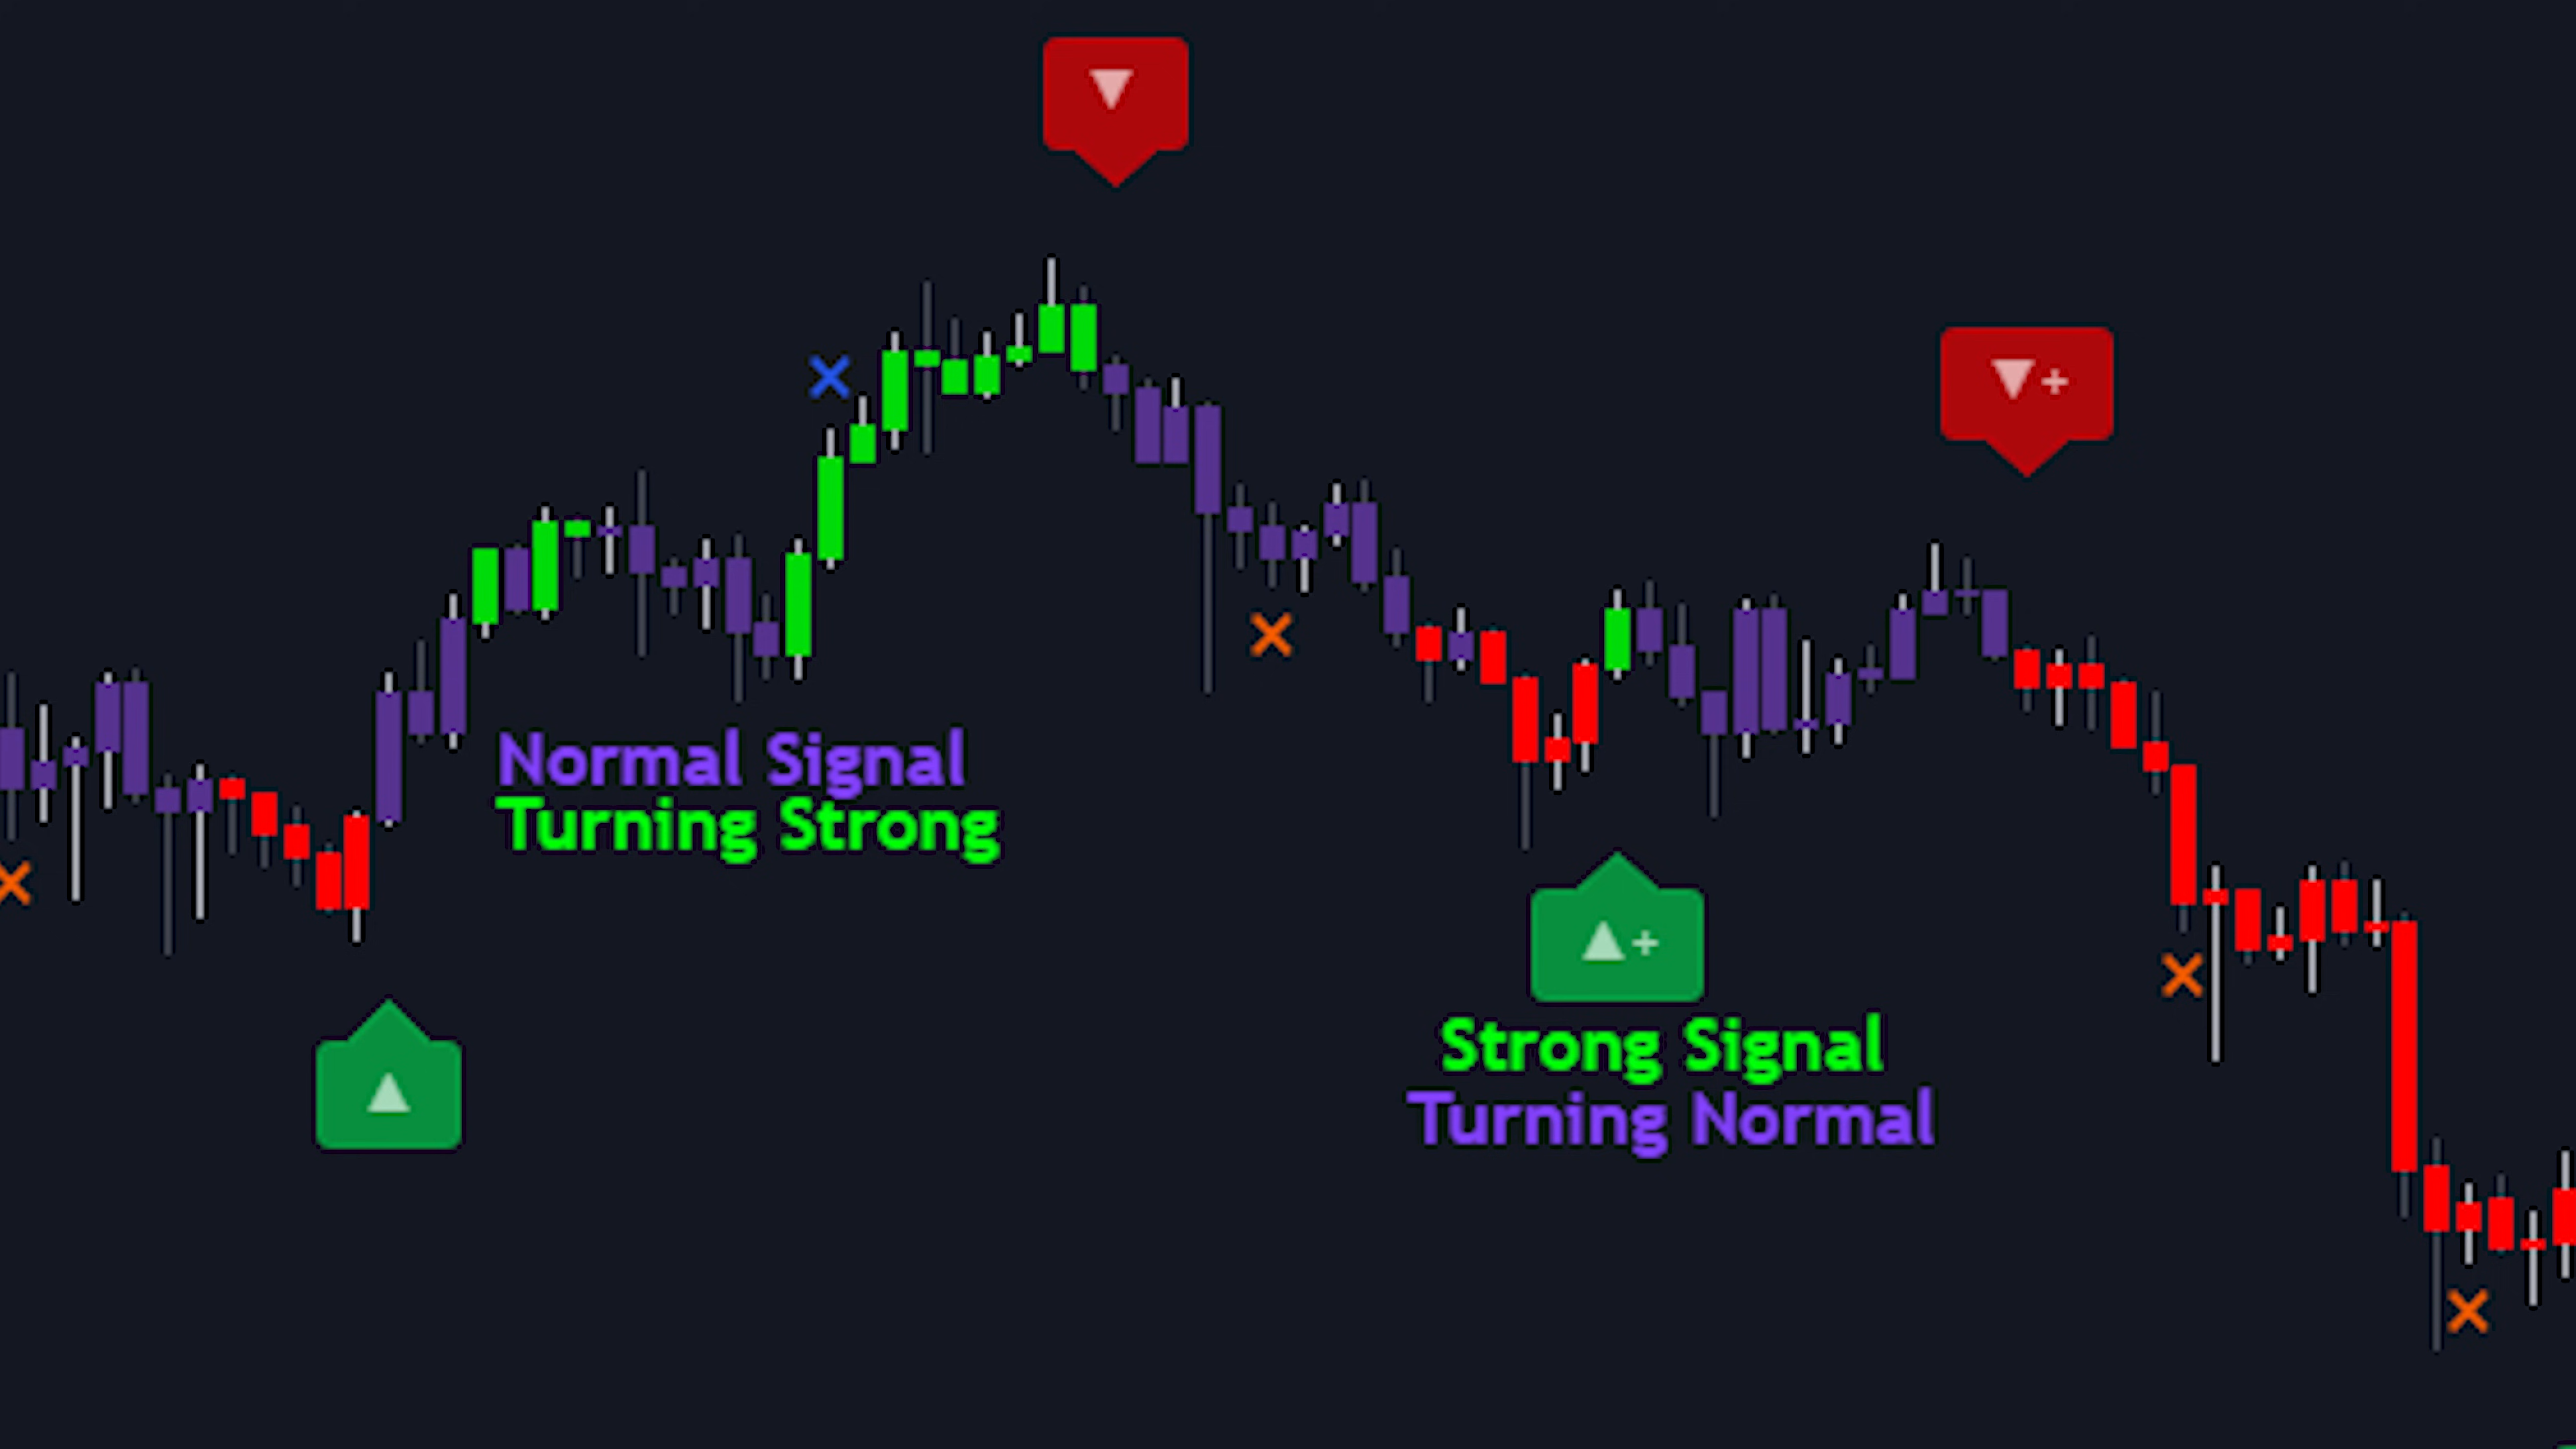 ▼
▼+
Normal Signal
Turning Strong
▲+
Strong Signal
Turning Normal
▲